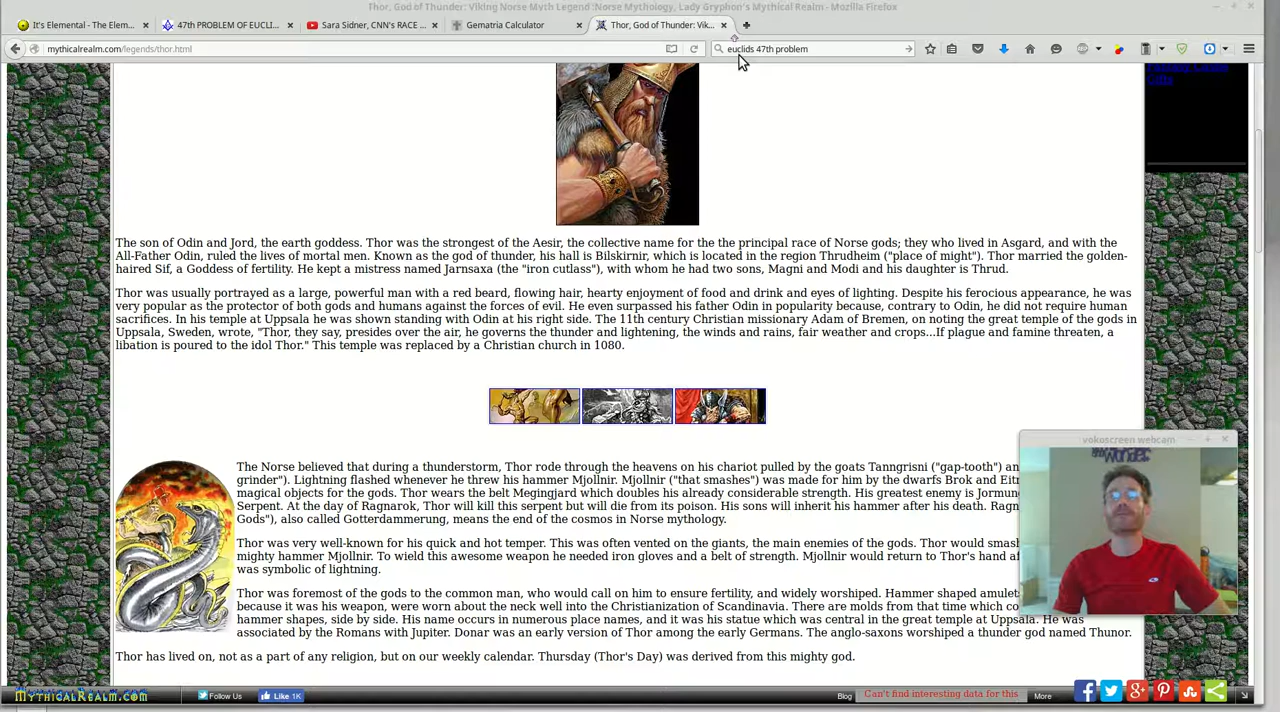 Thor, God of Thunder: Viking Norse Myth Legend :Norse Mythology, Lady Gryphon's Mythical Realm - Mozilla Firefox
It's Elemental - The Elem...
47th PROBLEM OF EUCLI...
Sara Sidner, CNN's RACE ...
Gematria Calculator
Thor, God of Thunder: Vik...
mythicalrealm.com/legends/thor.html
euclids 47th problem
Gifts
The son of Odin and Jord, the earth goddess. Thor was the strongest of the Aesir, the collective name for the the principal race of Norse gods; they who lived in Asgard, and with the
All-Father Odin, ruled the lives of mortal men. Known as the god of thunder, his hall is Bilskirnir, which is located in the region Thrudheim ("place of might"). Thor married the golden-
haired Sif, a Goddess of fertility. He kept a mistress named Jarnsaxa (the "iron cutlass"), with whom he had two sons, Magni and Modi and his daughter is Thrud.
Thor was usually portrayed as a large, powerful man with a red beard, flowing hair, hearty enjoyment of food and drink and eyes of lighting. Despite his ferocious appearance, he was
very popular as the protector of both gods and humans against the forces of evil. He even surpassed his father Odin in popularity because, contrary to Odin, he did not require human
sacrifices. In his temple at Uppsala he was shown standing with Odin at his right side. The 11th century Christian missionary Adam of Bremen, on noting the great temple of the gods in
Uppsala, Sweden, wrote, "Thor, they say, presides over the air, he governs the thunder and lightening, the winds and rains, fair weather and crops...If plague and famine threaten, a
libation is poured to the idol Thor." This temple was replaced by a Christian church in 1080.
vokoscreen webcam
The Norse believed that during a thunderstorm, Thor rode through the heavens on his chariot pulled by the goats Tanngrisni ("gap-tooth") an
grinder"). Lightning flashed whenever he threw his hammer Mjollnir. Mjollnir ("that smashes") was made for him by the dwarfs Brok and Eitr
magical objects for the gods. Thor wears the belt Megingjard which doubles his already considerable strength. His greatest enemy is Jormung
Serpent. At the day of Ragnarok, Thor will kill this serpent but will die from its poison. His sons will inherit his hammer after his death. Ragn
Gods"), also called Gotterdammerung, means the end of the cosmos in Norse mythology.
Thor was very well-known for his quick and hot temper. This was often vented on the giants, the main enemies of the gods. Thor would smash
mighty hammer Mjollnir. To wield this awesome weapon he needed iron gloves and a belt of strength. Mjollnir would return to Thor's hand af
was symbolic of lightning.
Thor was foremost of the gods to the common man, who would call on him to ensure fertility, and widely worshiped. Hammer shaped amulets
because it was his weapon, were worn about the neck well into the Christianization of Scandinavia. There are molds from that time which co
hammer shapes, side by side. His name occurs in numerous place names, and it was his statue which was central in the great temple at Uppsala. He was
associated by the Romans with Jupiter. Donar was an early version of Thor among the early Germans. The anglo-saxons worshiped a thunder god named Thunor.
Thor has lived on, not as a part of any religion, but on our weekly calendar. Thursday (Thor's Day) was derived from this mighty god.
MYTHICALREALM.COM
Follow Us
Like 1K
Blog
Can't find interesting data for this
More